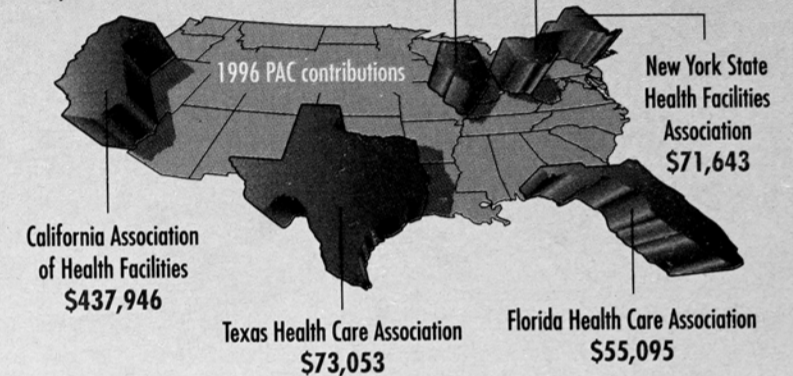 1996 PAC contributions
New York State
Health Facilities
Association
$71,643
California Association
of Health Facilities
$437,946
Texas Health Care Association
$73,053
Florida Health Care Association
$55,095